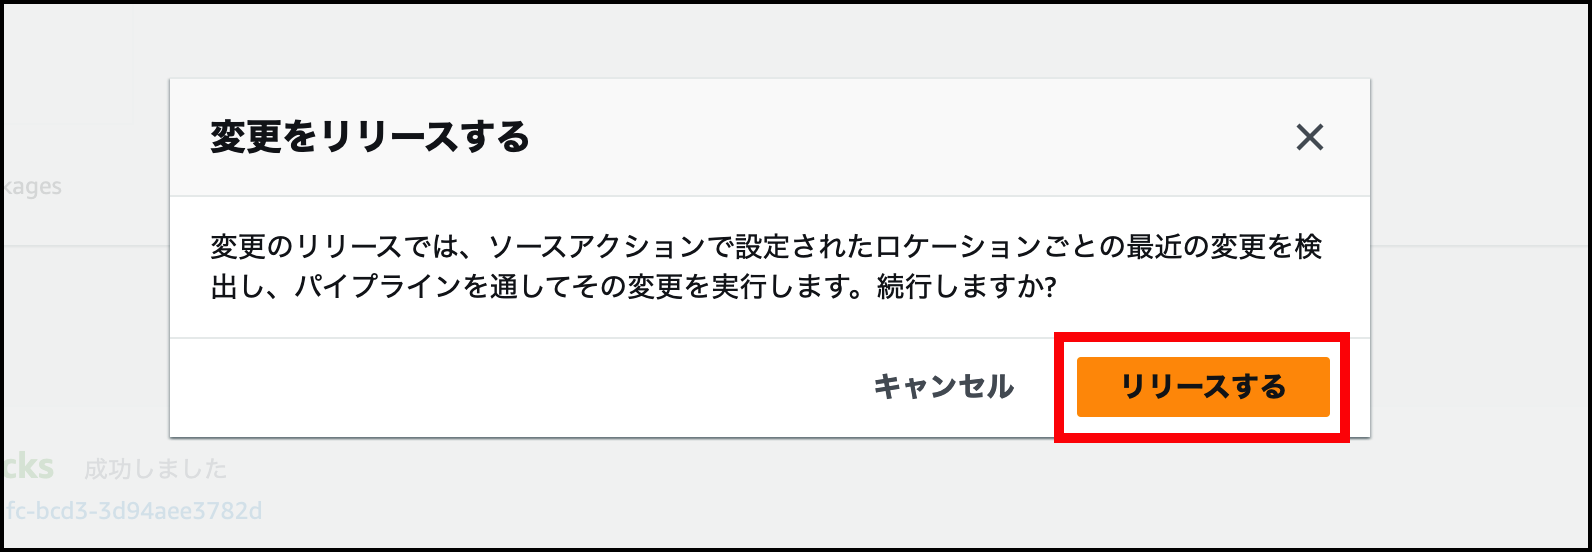 変更をリリースする
kages
変更のリリースでは、ソースアクションで設定されたロケーションごとの最近の変更を検
出し、パイプラインを通してその変更を実行します。続行しますか?
キャンセル
リリースする
cks 成功しました
fc-bcd3-3d94aee3782d